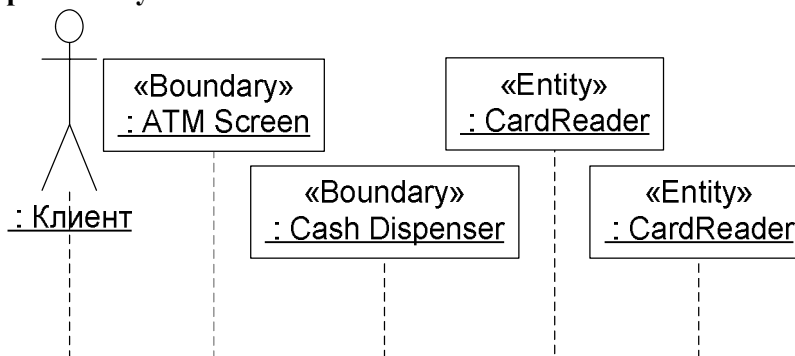 «Boundary»
: ATM Screen
«Entity»
: CardReader
«Boundary»
: Cash Dispenser
«Entity»
: CardReader
: Клиент